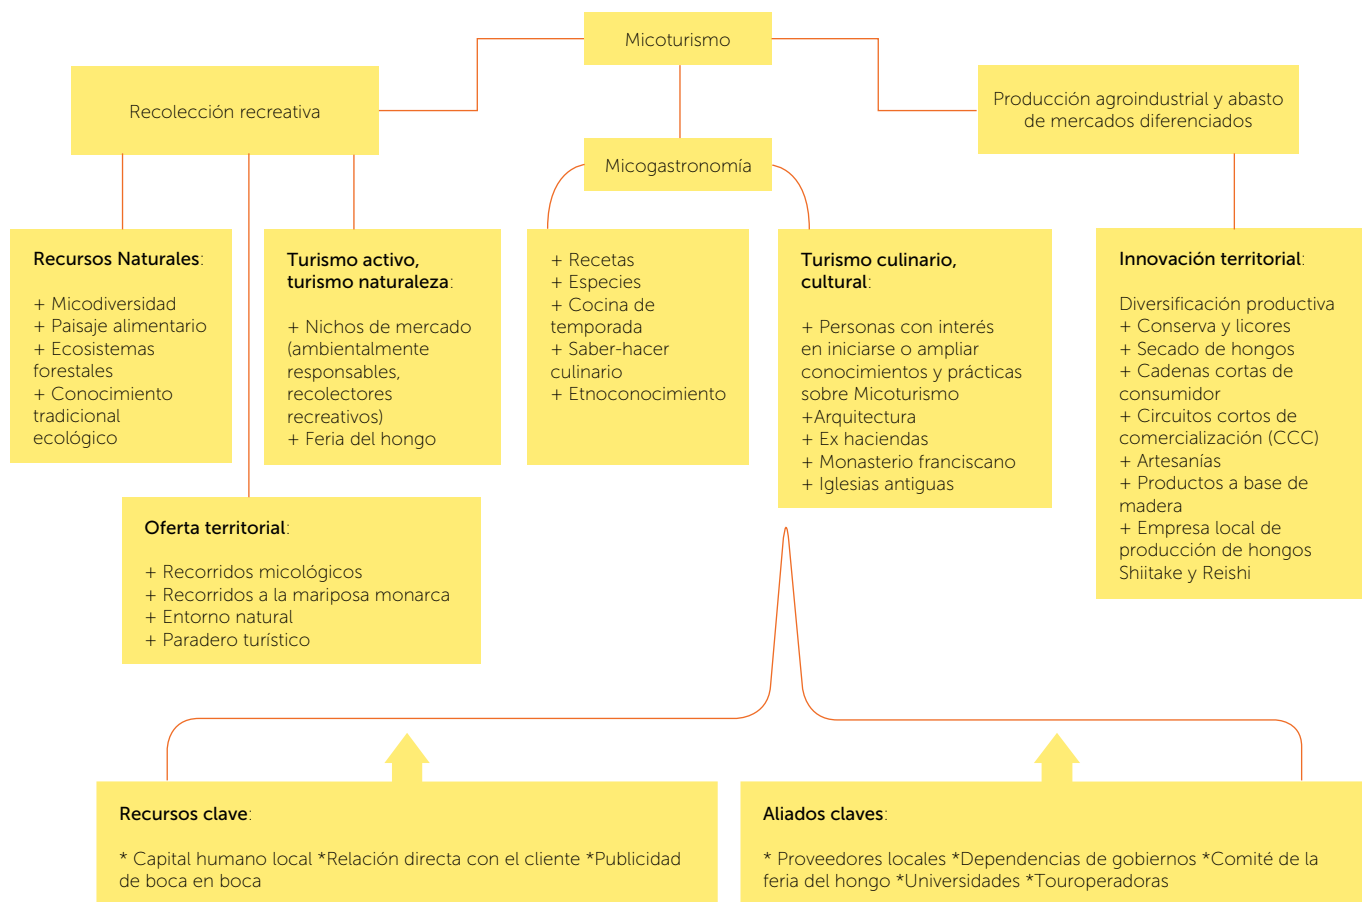 Micoturismo
Recolección recreativa
Producción agroindustrial y abasto
de mercados diferenciados
Micogastronomía
Recursos Naturales:
+ Micodiversidad
+ Paisaje alimentario
+ Ecosistemas
forestales
+ Conocimiento
tradicional
ecológico
Turismo activo,
turismo naturaleza:
+ Nichos de mercado
(ambientalmente
responsables,
recolectores
recreativos)
+ Feria del hongo
+ Recetas
+ Especies
+ Cocina de
temporada
+ Saber-hacer
culinario
+ Etnoconocimiento
Turismo culinario,
cultural:
+ Personas con interés
en iniciarse o ampliar
conocimientos y prácticas
sobre Micoturismo
+Arquitectura
+ Ex haciendas
+ Monasterio franciscano
+ Iglesias antiguas
Innovación territorial:
Diversificación productiva
+ Conserva y licores
+ Secado de hongos
+ Cadenas cortas de
consumidor
+ Circuitos cortos de
comercialización (CCC)
+ Artesanías
+ Productos a base de
madera
+ Empresa local de
producción de hongos
Shiitake y Reishi
Oferta territorial:
+ Recorridos micológicos
+ Recorridos a la mariposa monarca
+ Entorno natural
+ Paradero turístico
Recursos clave:
* Capital humano local *Relación directa con el cliente *Publicidad
de boca en boca
Aliados claves:
* Proveedores locales *Dependencias de gobiernos *Comité de la
feria del hongo *Universidades *Touroperadoras